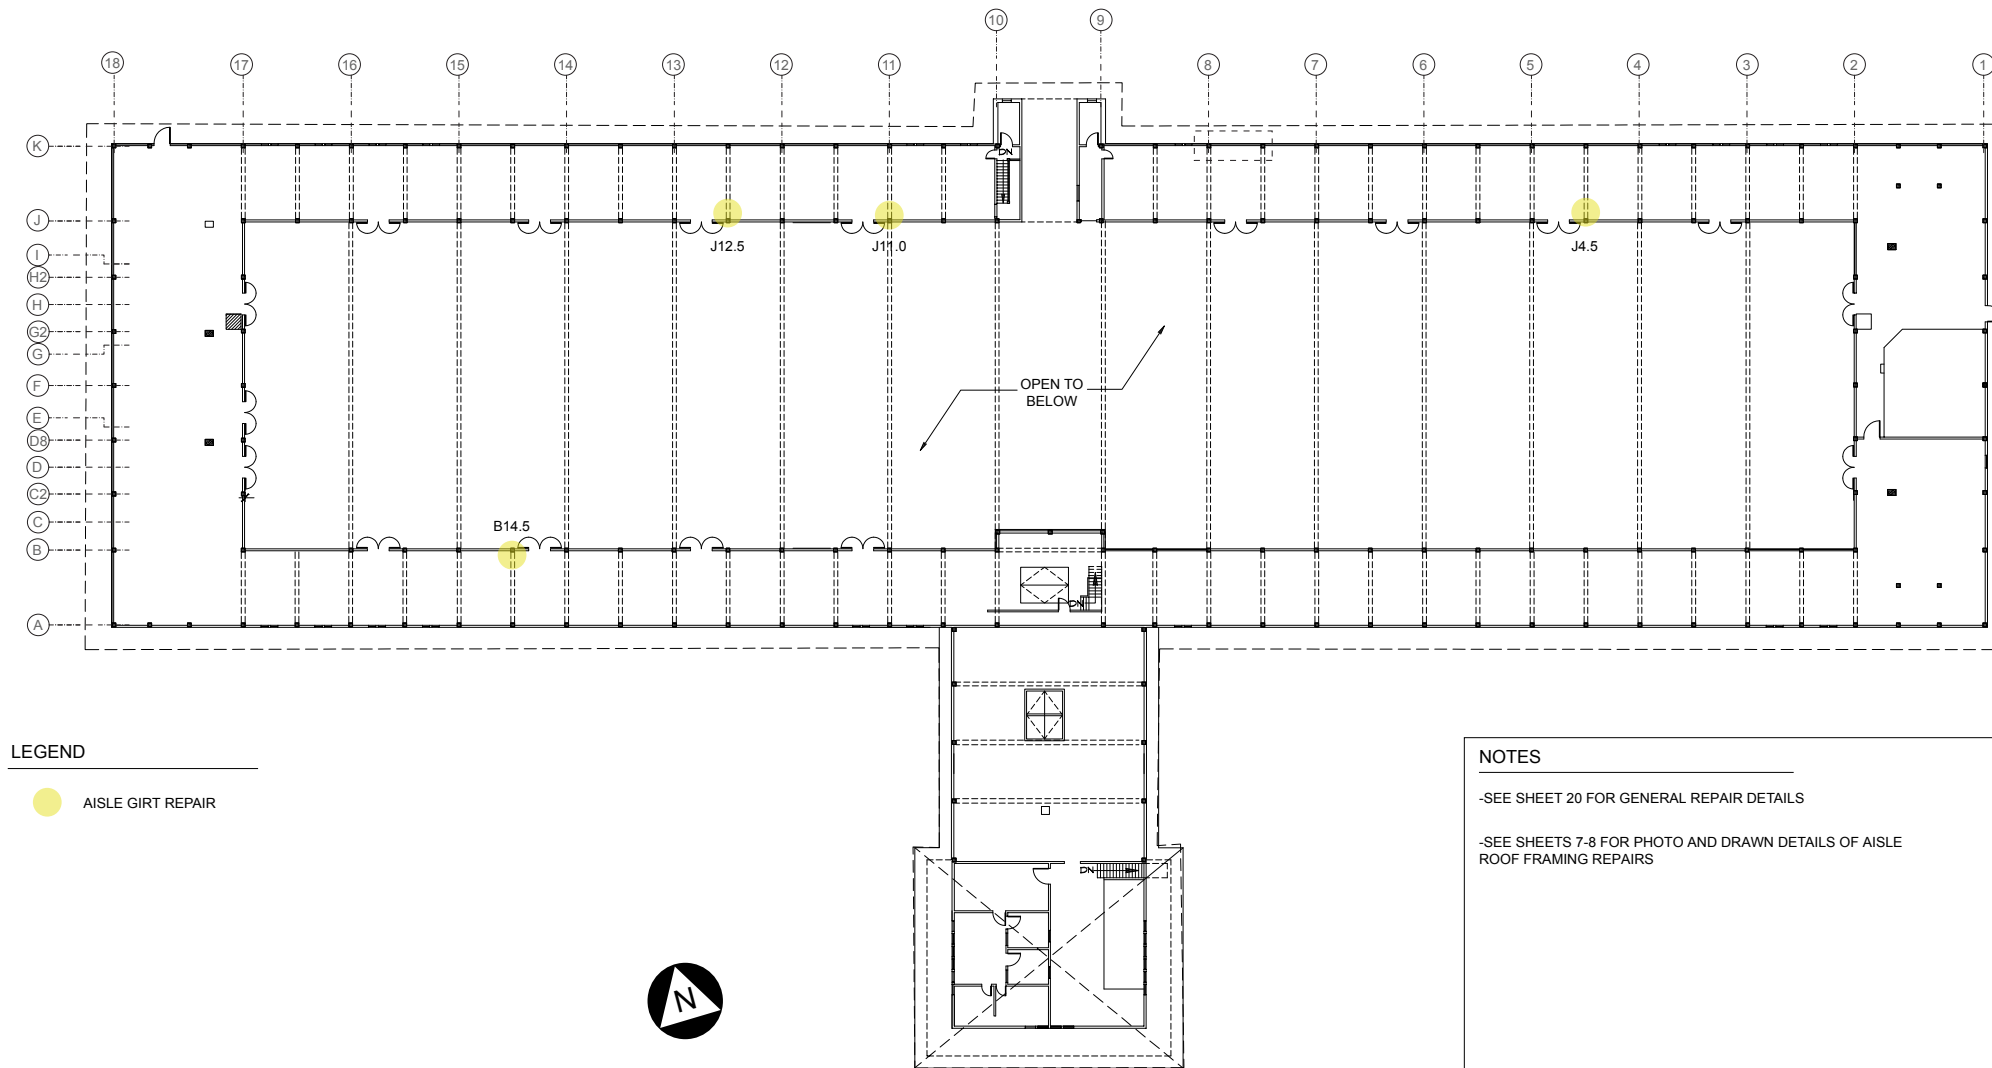 10 9
18 17 16 15 14 13 12 11 8 7 6 5 4 3 2 1
K
DN
J
J12.5 J11.0 J4.5
I
H2
H
G2
G
F
OPEN TO
BELOW
E
D8
D
C2
C
B14.5
B
DN
A
LEGEND
AISLE GIRT REPAIR
NOTES
-SEE SHEET 20 FOR GENERAL REPAIR DETAILS
-SEE SHEETS 7-8 FOR PHOTO AND DRAWN DETAILS OF AISLE
ROOF FRAMING REPAIRS
DN
N